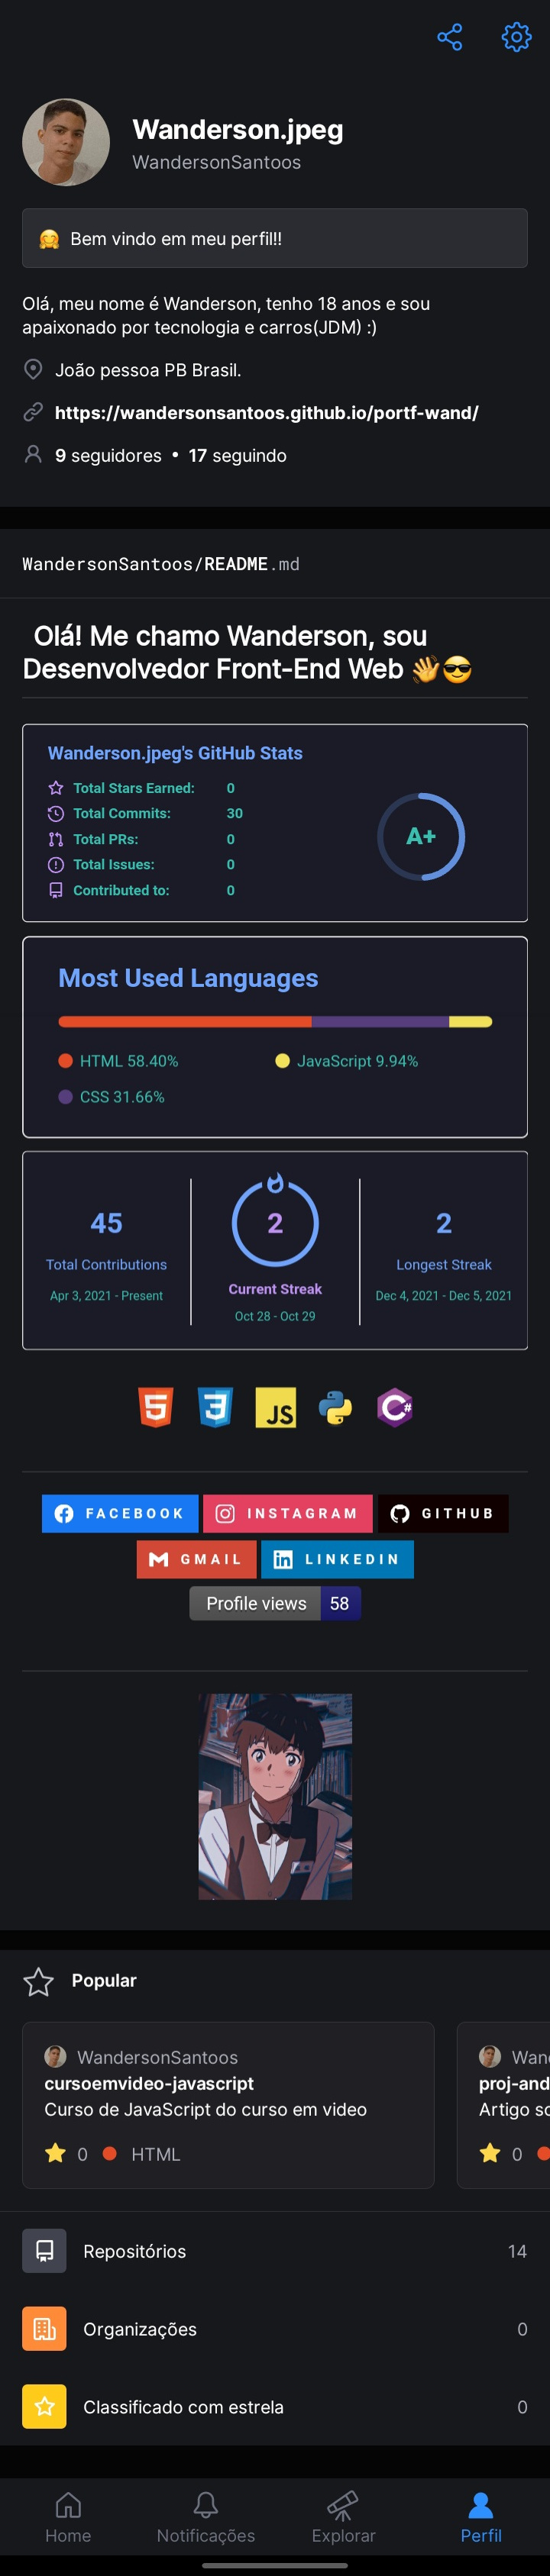 Wanderson.jpeg
WandersonSantoos
🤗 Bem vindo em meu perfil!!
Olá, meu nome é Wanderson, tenho 18 anos e sou
apaixonado por tecnologia e carros(JDM) :)
João pessoa PB Brasil.
https://wandersonsantoos.github.io/portf-wand/
9 seguidores • 17 seguindo
WandersonSantoos/README.md
Olá! Me chamo Wanderson, sou
Desenvolvedor Front-End Web 👋😎
Wanderson.jpeg's GitHub Stats
Total Stars Earned: 0
Total Commits: 30
Total PRs: 0
Total Issues: 0
Contributed to: 0
A+
Most Used Languages
HTML 58.40% JavaScript 9.94%
CSS 31.66%
45 2 2
Total Contributions Current Streak Longest Streak
Apr 3, 2021 - Present Oct 28 - Oct 29 Dec 4, 2021 - Dec 5, 2021
5 3 JS C#
FACEBOOK INSTAGRAM GITHUB
GMAIL LINKEDIN
Profile views 58
Popular
WandersonSantoos Wan
cursoemvideo-javascript proj-and
Curso de JavaScript do curso em video Artigo sc
0 HTML 0
Repositórios 14
Organizações 0
Classificado com estrela 0
Home Notificações Explorar Perfil